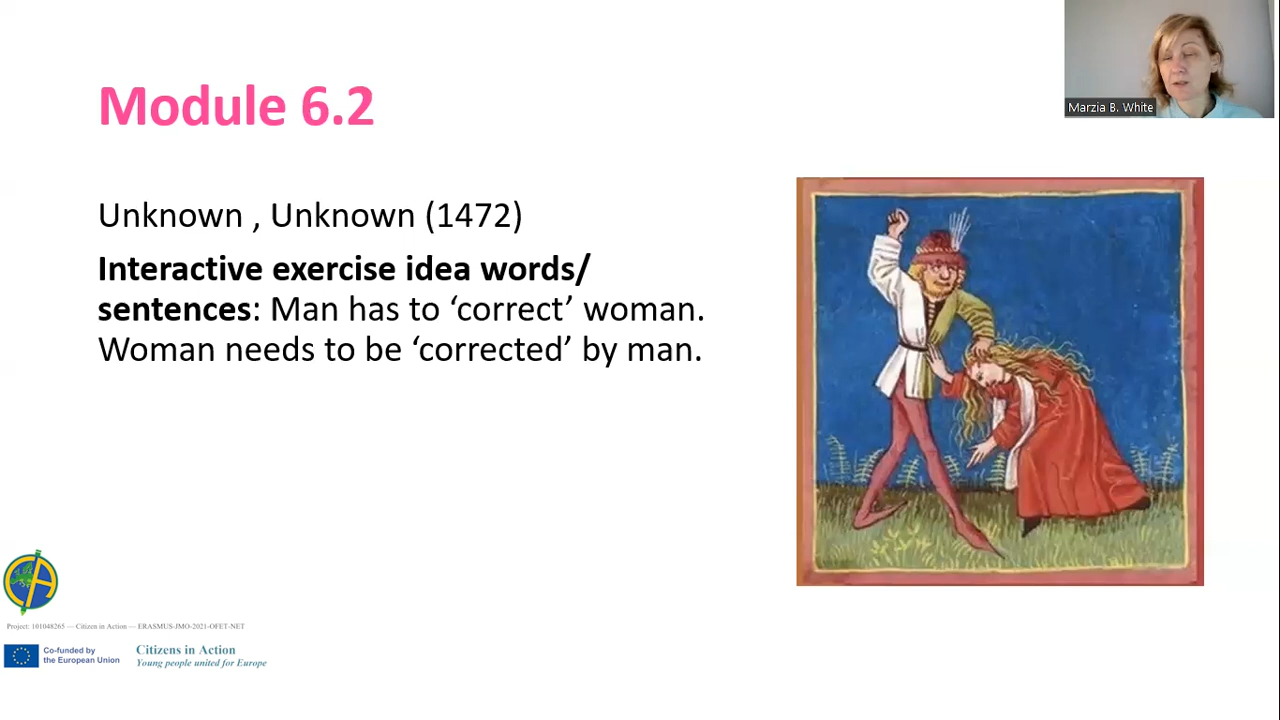 Module 6.2
Marzia B. White
Unknown , Unknown (1472)
Interactive exercise idea words/
sentences: Man has to ‘correct’ woman.
Woman needs to be ‘corrected’ by man.
Project: 101048265 — Citizen in Action — ERASMUS-JMO-2021-OFET-NET
Co-funded by
the European Union
Citizens in Action
Young people united for Europe